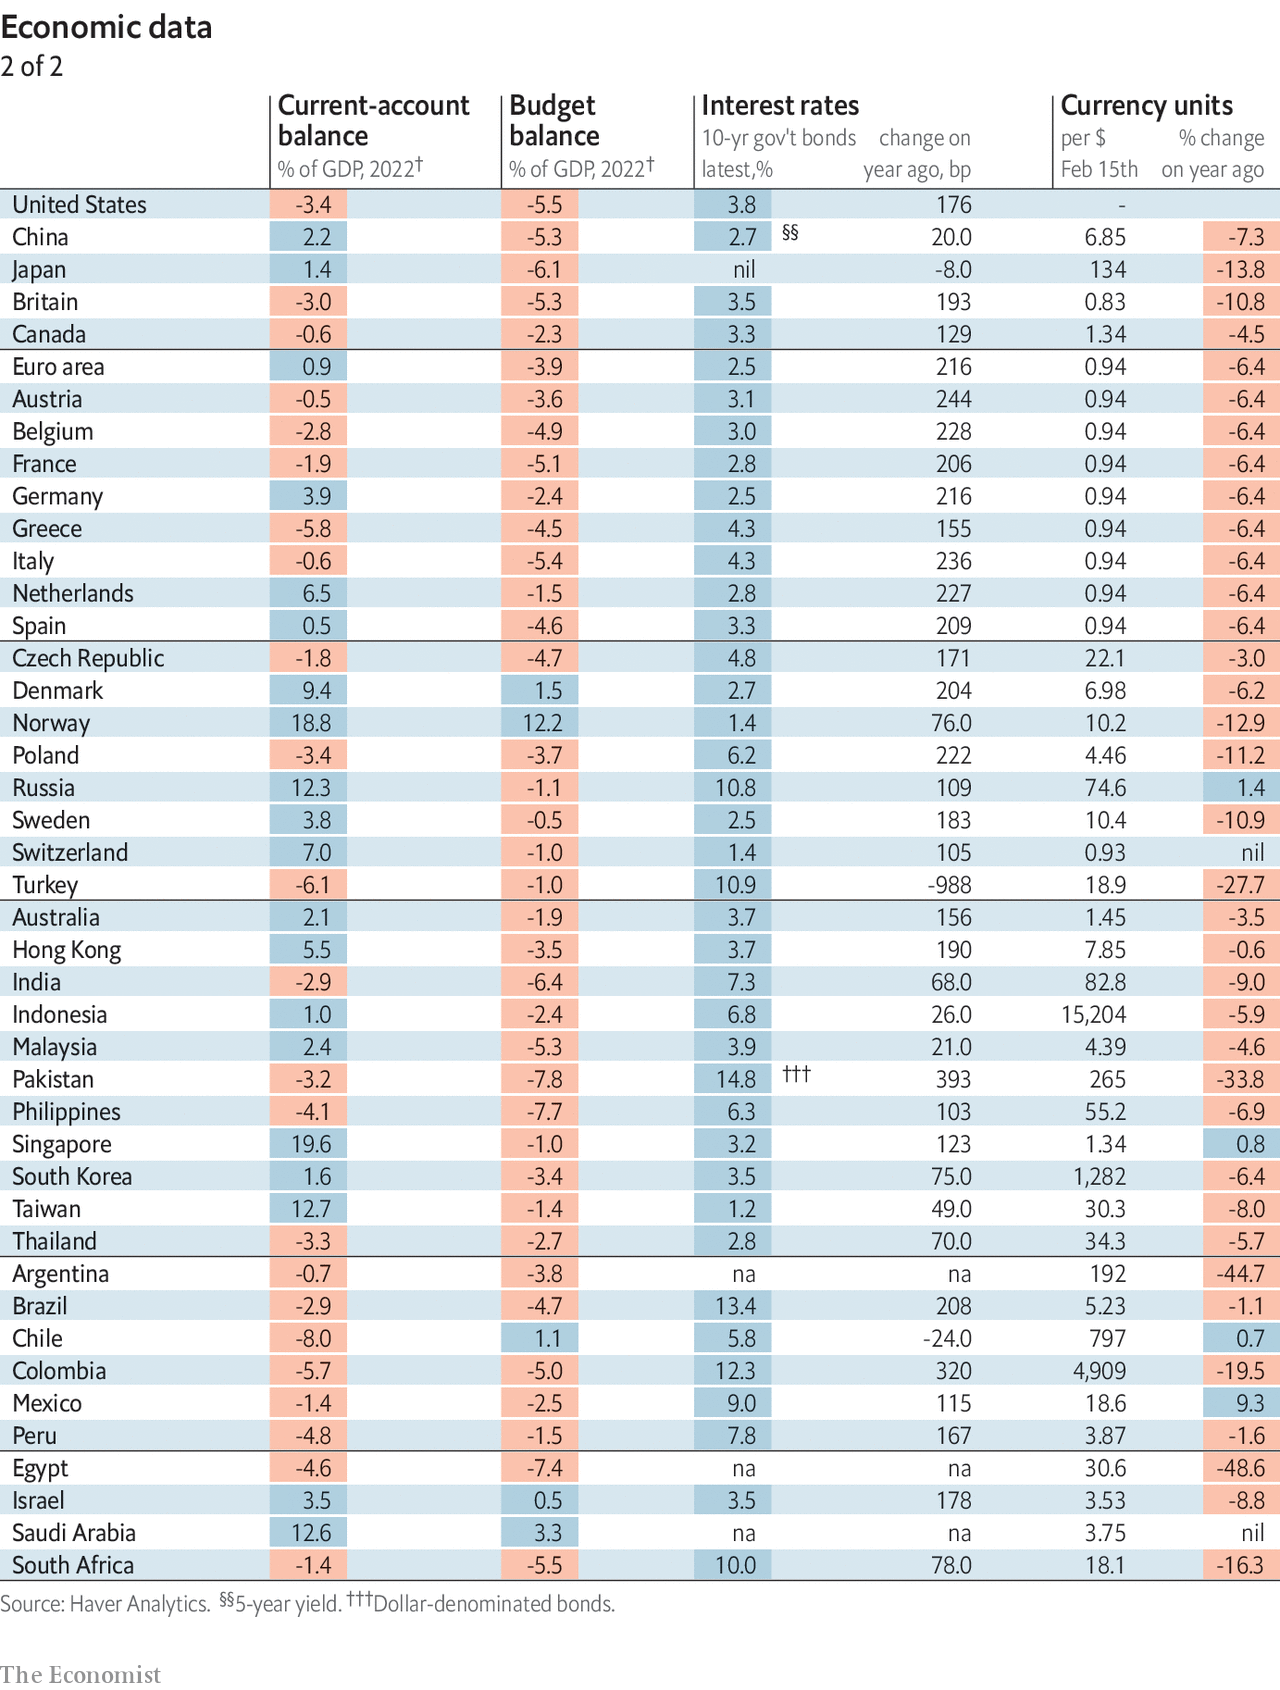 Economic data
2 of 2
Current-account balance Budget balance Interest rates Currency units
% of GDP, 2022† % of GDP, 2022† 10-yr gov't bonds latest,% change on year ago, bp per $ Feb 15th % change on year ago
United States -3.4 -5.5 3.8 176 -
China 2.2 -5.3 2.7 §§ 20.0 6.85 -7.3
Japan 1.4 -6.1 nil -8.0 134 -13.8
Britain -3.0 -5.3 3.5 193 0.83 -10.8
Canada -0.6 -2.3 3.3 129 1.34 -4.5
Euro area 0.9 -3.9 2.5 216 0.94 -6.4
Austria -0.5 -3.6 3.1 244 0.94 -6.4
Belgium -2.8 -4.9 3.0 228 0.94 -6.4
France -1.9 -5.1 2.8 206 0.94 -6.4
Germany 3.9 -2.4 2.5 216 0.94 -6.4
Greece -5.8 -4.5 4.3 155 0.94 -6.4
Italy -0.6 -5.4 4.3 236 0.94 -6.4
Netherlands 6.5 -1.5 2.8 227 0.94 -6.4
Spain 0.5 -4.6 3.3 209 0.94 -6.4
Czech Republic -1.8 -4.7 4.8 171 22.1 -3.0
Denmark 9.4 1.5 2.7 204 6.98 -6.2
Norway 18.8 12.2 1.4 76.0 10.2 -12.9
Poland -3.4 -3.7 6.2 222 4.46 -11.2
Russia 12.3 -1.1 10.8 109 74.6 1.4
Sweden 3.8 -0.5 2.5 183 10.4 -10.9
Switzerland 7.0 -1.0 1.4 105 0.93 nil
Turkey -6.1 -1.0 10.9 -988 18.9 -27.7
Australia 2.1 -1.9 3.7 156 1.45 -3.5
Hong Kong 5.5 -3.5 3.7 190 7.85 -0.6
India -2.9 -6.4 7.3 68.0 82.8 -9.0
Indonesia 1.0 -2.4 6.8 26.0 15,204 -5.9
Malaysia 2.4 -5.3 3.9 21.0 4.39 -4.6
Pakistan -3.2 -7.8 14.8 ††† 393 265 -33.8
Philippines -4.1 -7.7 6.3 103 55.2 -6.9
Singapore 19.6 -1.0 3.2 123 1.34 0.8
South Korea 1.6 -3.4 3.5 75.0 1,282 -6.4
Taiwan 12.7 -1.4 1.2 49.0 30.3 -8.0
Thailand -3.3 -2.7 2.8 70.0 34.3 -5.7
Argentina -0.7 -3.8 na na 192 -44.7
Brazil -2.9 -4.7 13.4 208 5.23 -1.1
Chile -8.0 1.1 5.8 -24.0 797 0.7
Colombia -5.7 -5.0 12.3 320 4,909 -19.5
Mexico -1.4 -2.5 9.0 115 18.6 9.3
Peru -4.8 -1.5 7.8 167 3.87 -1.6
Egypt -4.6 -7.4 na na 30.6 -48.6
Israel 3.5 0.5 3.5 178 3.53 -8.8
Saudi Arabia 12.6 3.3 na na 3.75 nil
South Africa -1.4 -5.5 10.0 78.0 18.1 -16.3
Source: Haver Analytics. §§5-year yield. †††Dollar-denominated bonds.
The Economist